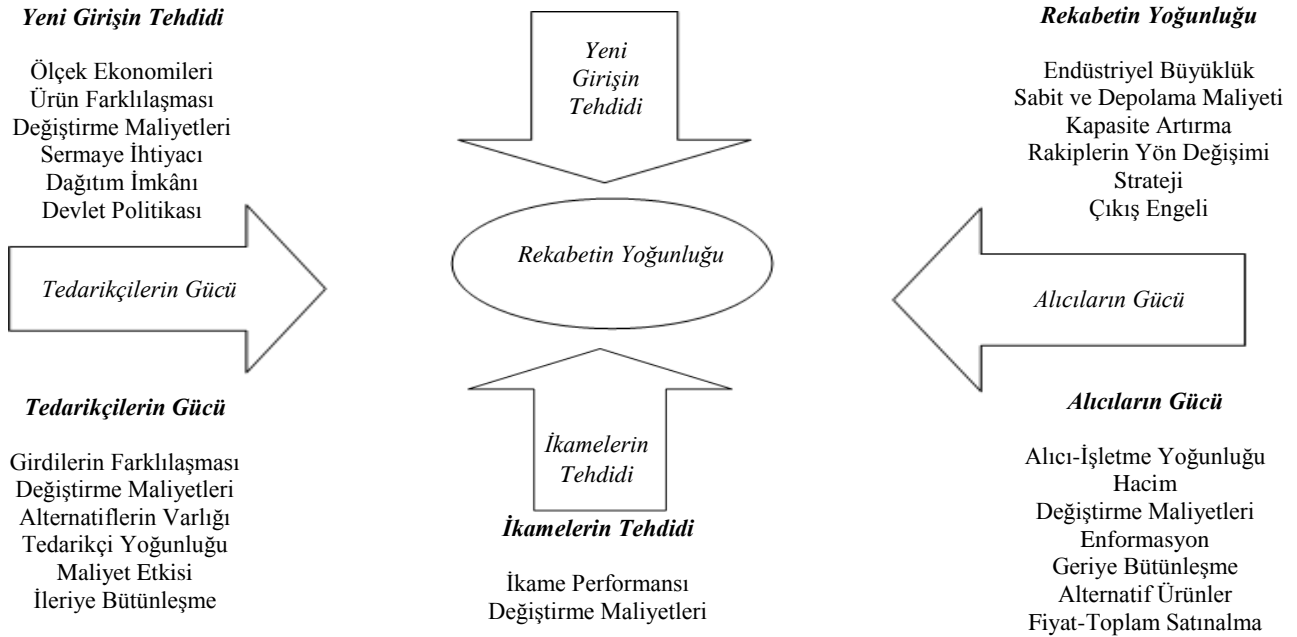 Yeni Girişin Tehdidi
Ölçek Ekonomileri
Ürün Farklılaşması
Değiştirme Maliyetleri
Sermaye İhtiyacı
Dağıtım İmkânı
Devlet Politikası
Yeni
Girişin
Tehdidi
Rekabetin Yoğunluğu
Endüstriyel Büyüklük
Sabit ve Depolama Maliyeti
Kapasite Artırma
Rakiplerin Yön Değişimi
Strateji
Çıkış Engeli
Tedarikçilerin Gücü
Rekabetin Yoğunluğu
Alıcıların Gücü
Tedarikçilerin Gücü
Girdilerin Farklılaşması
Değiştirme Maliyetleri
Alternatiflerin Varlığı
Tedarikçi Yoğunluğu
Maliyet Etkisi
İleriye Bütünleşme
İkamelerin
Tehdidi
İkamelerin Tehdidi
İkame Performansı
Değiştirme Maliyetleri
Alıcıların Gücü
Alıcı-İşletme Yoğunluğu
Hacim
Değiştirme Maliyetleri
Enformasyon
Geriye Bütünleşme
Alternatif Ürünler
Fiyat-Toplam Satınalma